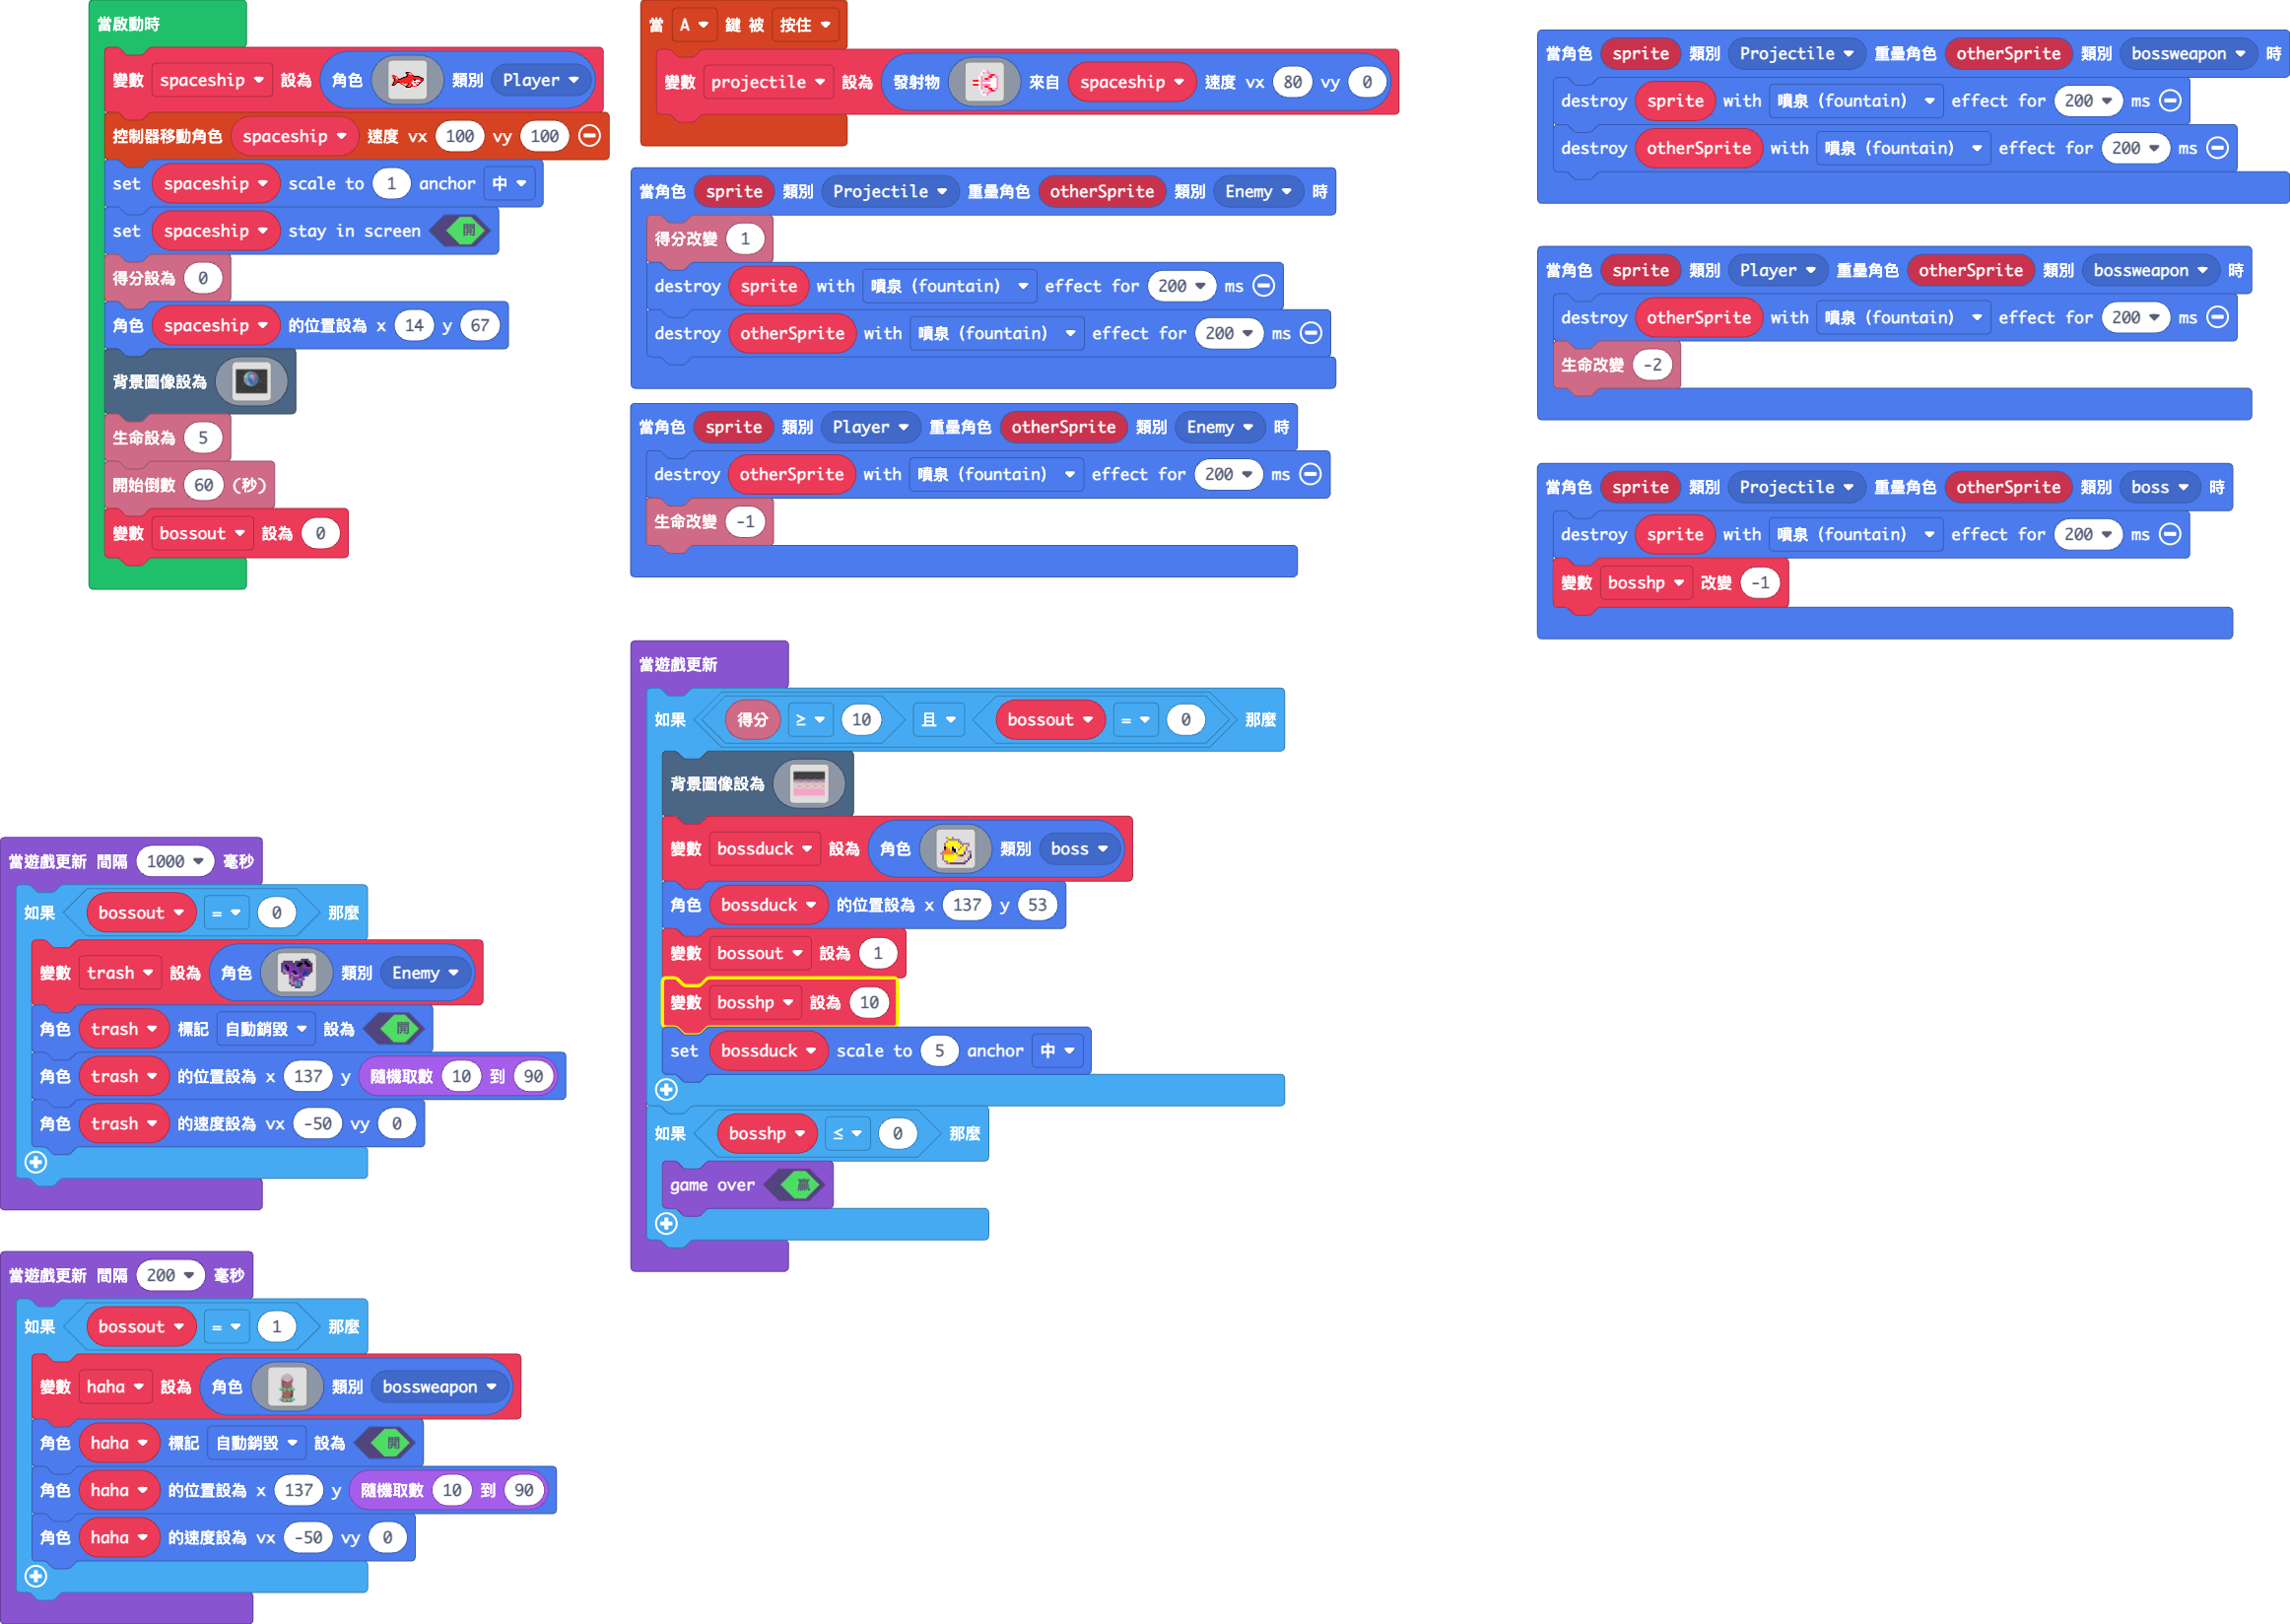 當啟動時
變數 spaceship 設為 角色 類別 Player
控制器移動角色 spaceship 速度 vx 100 vy 100
set spaceship scale to 1 anchor 中
set spaceship stay in screen 開
得分設為 0
角色 spaceship 的位置設為 x 14 y 67
背景圖像設為
生命設為 5
開始倒數 60 (秒)
變數 bossout 設為 0
當 A 鍵 被 按住
變數 projectile 設為 發射物 來自 spaceship 速度 vx 80 vy 0
當角色 sprite 類別 Projectile 重疊角色 otherSprite 類別 Enemy 時
得分改變 1
destroy sprite with 噴泉 (fountain) effect for 200 ms
destroy otherSprite with 噴泉 (fountain) effect for 200 ms
當角色 sprite 類別 Player 重疊角色 otherSprite 類別 Enemy 時
destroy otherSprite with 噴泉 (fountain) effect for 200 ms
生命改變 -1
當角色 sprite 類別 Projectile 重疊角色 otherSprite 類別 bossweapon 時
destroy sprite with 噴泉 (fountain) effect for 200 ms
destroy otherSprite with 噴泉 (fountain) effect for 200 ms
當角色 sprite 類別 Player 重疊角色 otherSprite 類別 bossweapon 時
destroy otherSprite with 噴泉 (fountain) effect for 200 ms
生命改變 -2
當角色 sprite 類別 Projectile 重疊角色 otherSprite 類別 boss 時
destroy sprite with 噴泉 (fountain) effect for 200 ms
變數 bosshp 改變 -1
當遊戲更新
如果 得分 ≥ 10 且 bossout = 0 那麼
背景圖像設為
變數 bossduck 設為 角色 類別 boss
角色 bossduck 的位置設為 x 137 y 53
變數 bossout 設為 1
變數 bosshp 設為 10
set bossduck scale to 5 anchor 中
如果 bosshp ≤ 0 那麼
game over 贏
當遊戲更新 間隔 1000 毫秒
如果 bossout = 0 那麼
變數 trash 設為 角色 類別 Enemy
角色 trash 標記 自動銷毀 設為 開
角色 trash 的位置設為 x 137 y 隨機取數 10 到 90
角色 trash 的速度設為 vx -50 vy 0
當遊戲更新 間隔 200 毫秒
如果 bossout = 1 那麼
變數 haha 設為 角色 類別 bossweapon
角色 haha 標記 自動銷毀 設為 開
角色 haha 的位置設為 x 137 y 隨機取數 10 到 90
角色 haha 的速度設為 vx -50 vy 0